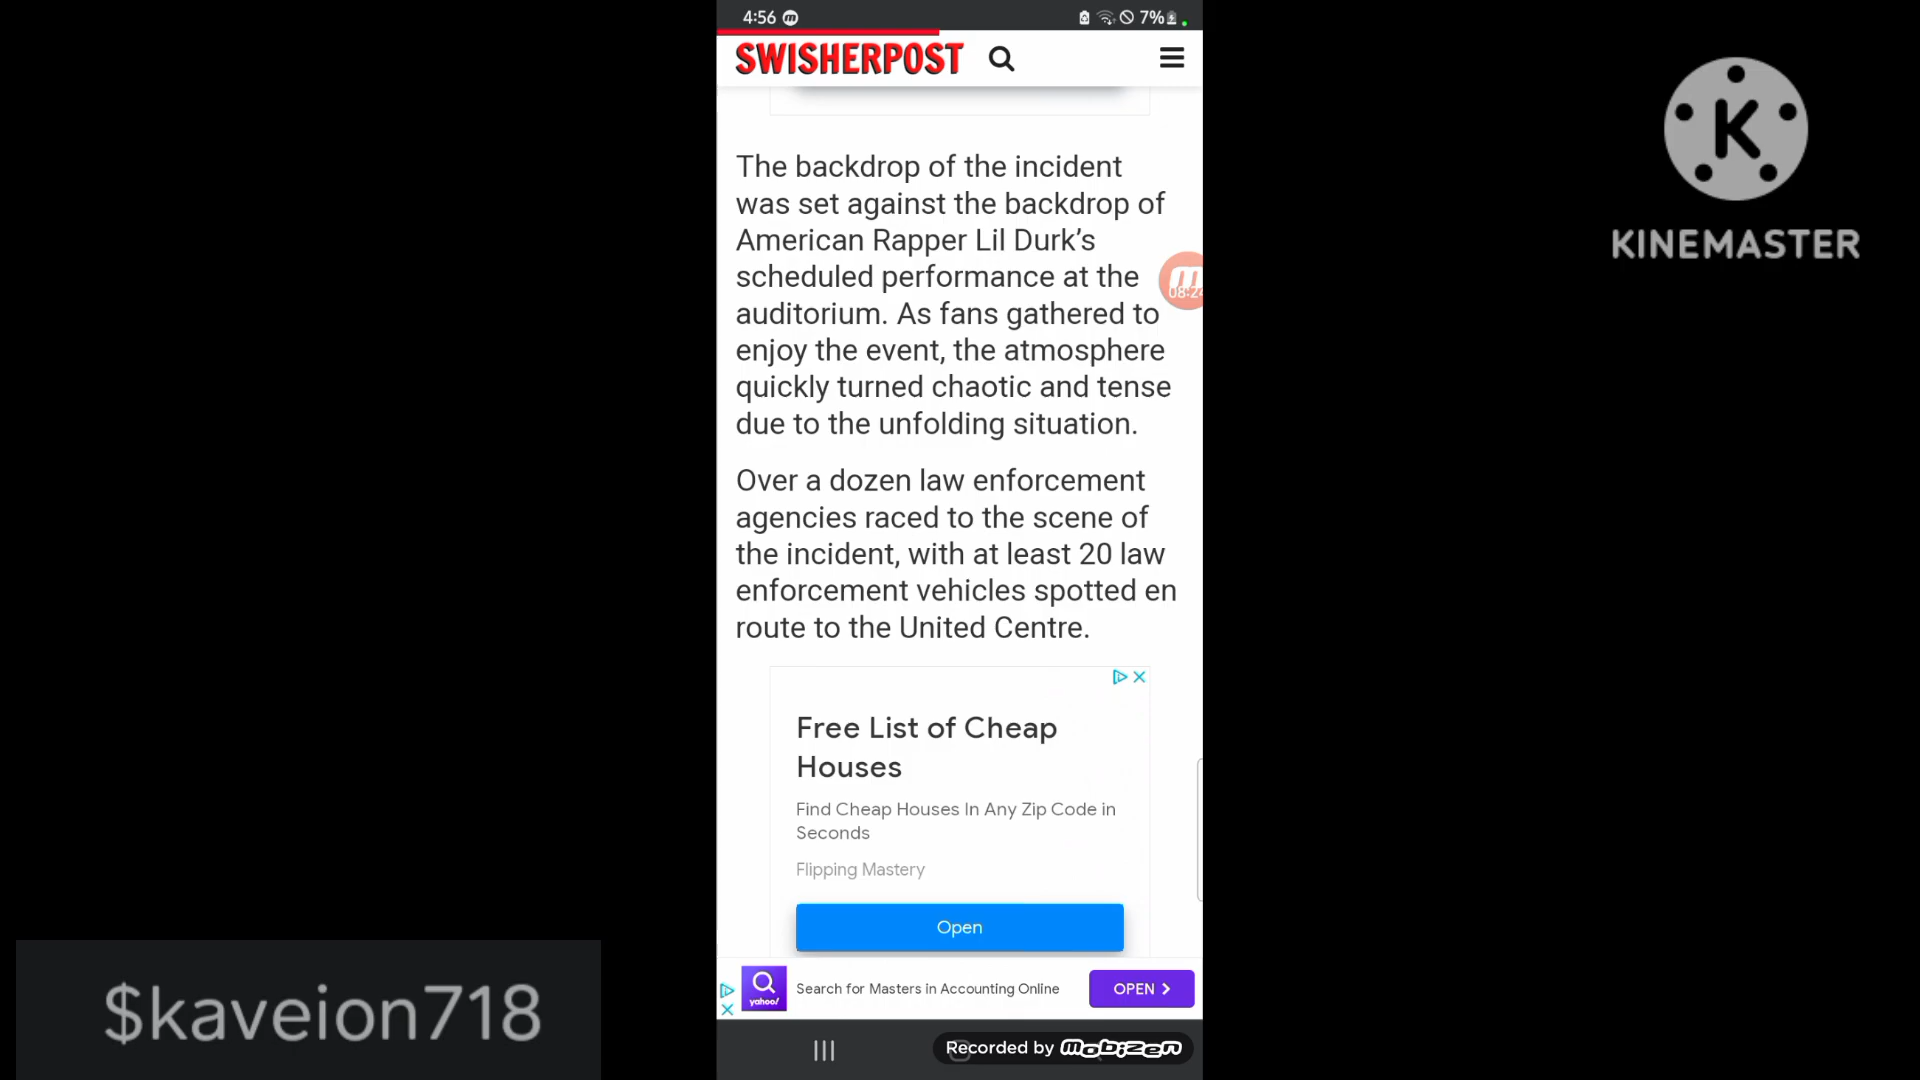 4:56
7%
SWISHERPOST
K
KINEMASTER
The backdrop of the incident
was set against the backdrop of
American Rapper Lil Durk’s
scheduled performance at the
auditorium. As fans gathered to
enjoy the event, the atmosphere
quickly turned chaotic and tense
due to the unfolding situation.
08:24
Over a dozen law enforcement
agencies raced to the scene of
the incident, with at least 20 law
enforcement vehicles spotted en
route to the United Centre.
Free List of Cheap
Houses
Find Cheap Houses In Any Zip Code in
Seconds
Flipping Mastery
Open
yahoo!
Search for Masters in Accounting Online
OPEN
$kaveion718
Recorded by Mobizen